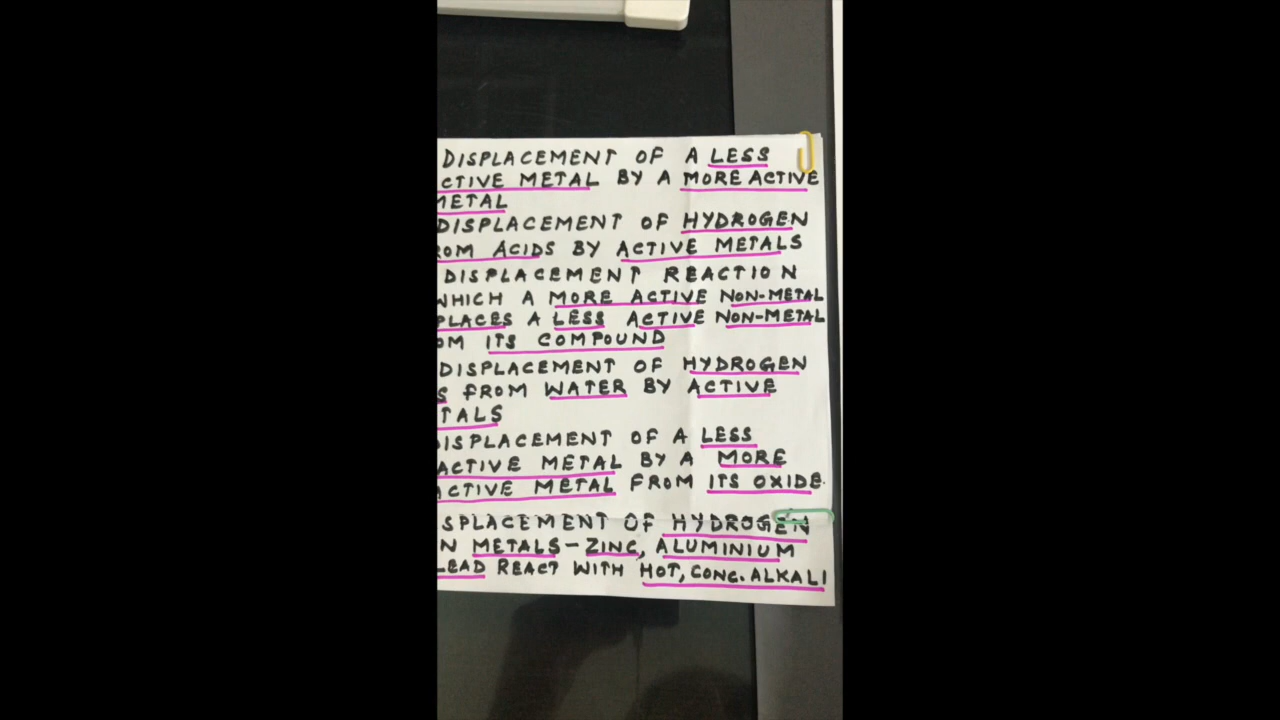 DISPLACEMENT OF A LESS
CTIVE METAL BY A MORE ACTIVE
METAL
DISPLACEMENT OF HYDROGEN
ROM ACIDS BY ACTIVE METALS
DISPLACEMENT REACTION
WHICH A MORE ACTIVE NON-METAL
PLACES A LESS ACTIVE NON-METAL
OM ITS COMPOUND
DISPLACEMENT OF HYDROGEN
S FROM WATER BY ACTIVE
TALS
ISPLACEMENT OF A LESS
ACTIVE METAL BY A MORE
ACTIVE METAL FROM ITS OXIDE.
SPLACEMENT OF HYDROGEN
N METALS - ZINC, ALUMINIUM
LEAD REACT WITH HOT, CONC. ALKALI